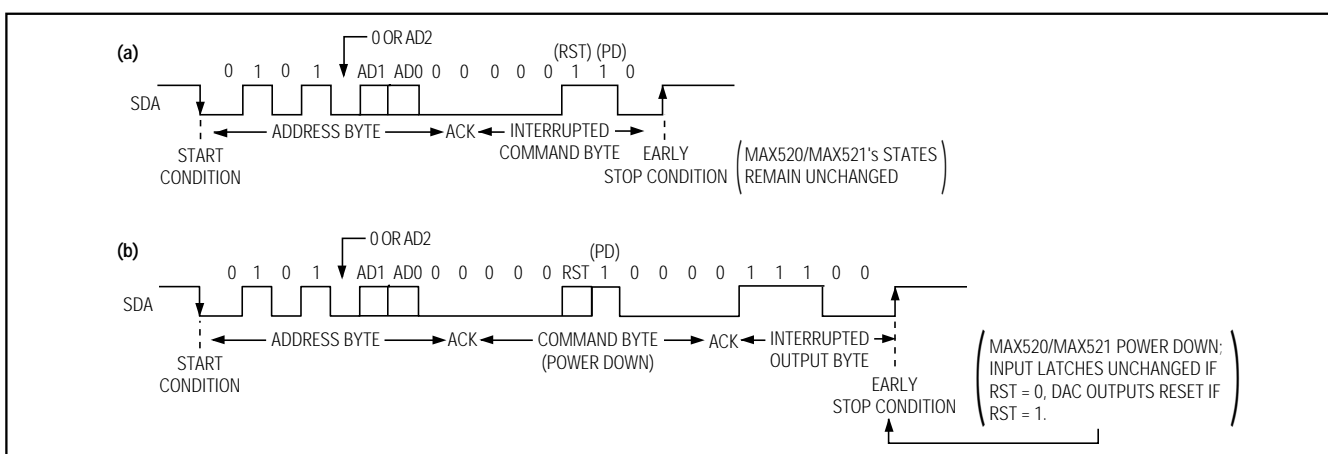 (a)
0 OR AD2
(RST) (PD)
0 1 0 1 AD1 AD0 0 0 0 0 0 1 1 0
SDA
ADDRESS BYTE ACK INTERRUPTED
COMMAND BYTE
START
CONDITION
EARLY
STOP CONDITION
MAX520/MAX521's STATES
REMAIN UNCHANGED
(b)
0 OR AD2
(PD)
0 1 0 1 AD1 AD0 0 0 0 0 0 RST 1 0 0 0 0 1 1 1 0 0
SDA
ADDRESS BYTE ACK COMMAND BYTE
(POWER DOWN)
ACK INTERRUPTED
OUTPUT BYTE
START
CONDITION
EARLY
STOP CONDITION
MAX520/MAX521 POWER DOWN;
INPUT LATCHES UNCHANGED IF
RST = 0, DAC OUTPUTS RESET IF
RST = 1.